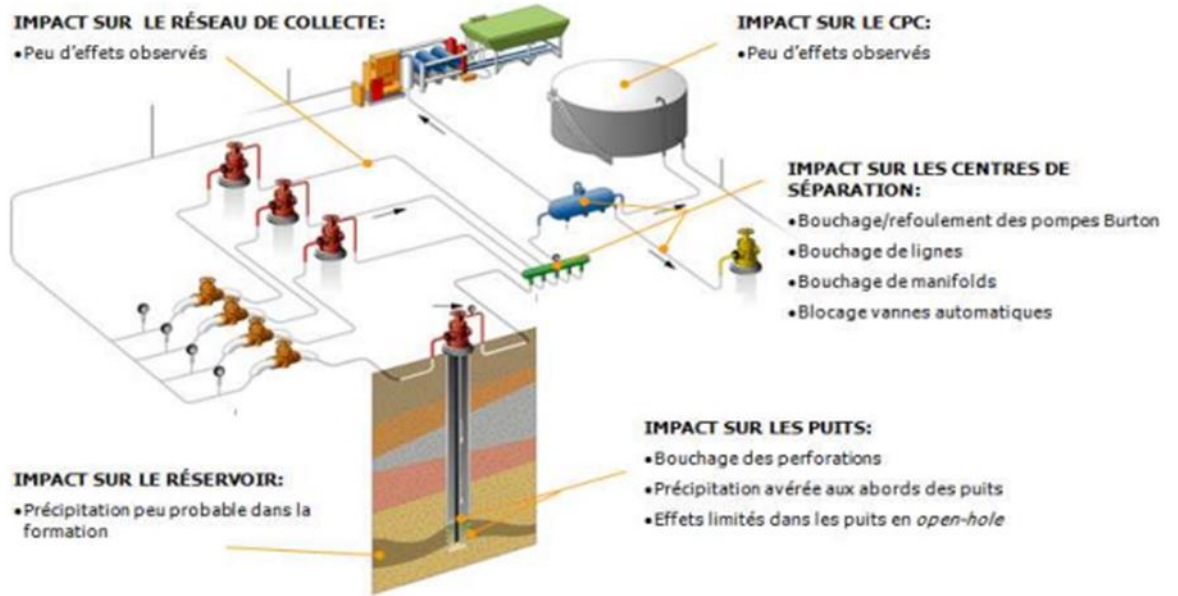 IMPACT SUR LE RÉSEAU DE COLLECTE:
•Peu d'effets observés
IMPACT SUR LE CPC:
•Peu d'effets observés
IMPACT SUR LES CENTRES DE
SÉPARATION:
•Bouchage/refoulement des pompes Burton
•Bouchage de lignes
•Bouchage de manifolds
•Blocage vannes automatiques
IMPACT SUR LES PUITS:
•Bouchage des perforations
•Précipitation avérée aux abords des puits
•Effets limités dans les puits en open-hole
IMPACT SUR LE RÉSERVOIR:
•Précipitation peu probable dans la
formation